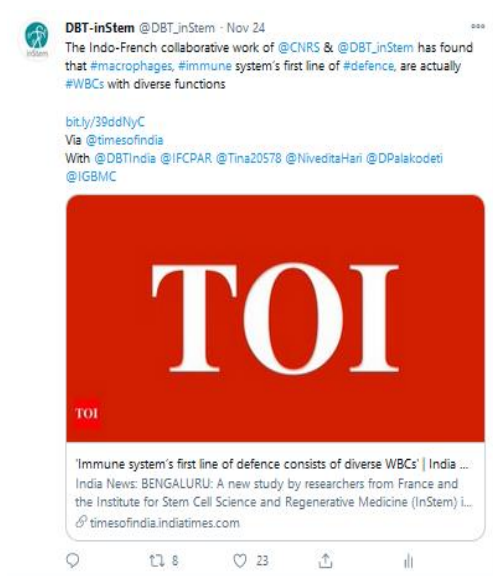 DBT-inStem @DBT_inStem · Nov 24
The Indo-French collaborative work of @CNRS & @DBT_inStem has found
that #macrophages, #immune system's first line of #defence, are actually
#WBCs with diverse functions
bit.ly/39ddNyC
Via @timesofindia
With @DBTIndia @IFCPAR @Tina20578 @NiveditaHari @DPalakodeti
@IGBMC
inStem
TOI
TOI
'Immune system's first line of defence consists of diverse WBCs' | India ...
India News: BENGALURU: A new study by researchers from France and
the Institute for Stem Cell Science and Regenerative Medicine (InStem) i...
timesofindia.indiatimes.com
8
23